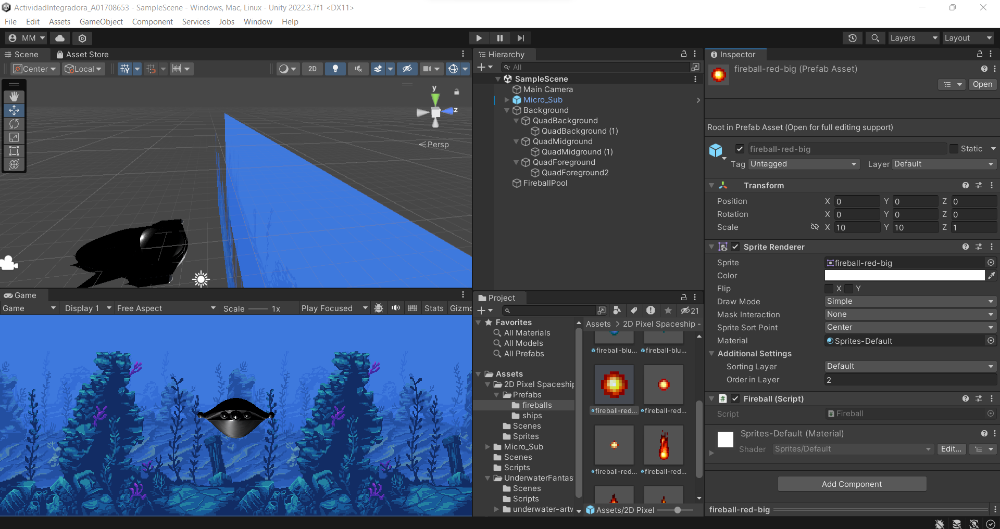 ActividadIntegradora_A01708653 - SampleScene - Windows, Mac, Linux - Unity 2022.3.7f1 <DX11>
File Edit Assets GameObject Component Services Jobs Window Help
MM Layers Layout
Scene Asset Store
Center Local 2D
y
z
Persp
Game
Game Display 1 Free Aspect Scale 1x Play Focused Stats Gizmo
Hierarchy
All
SampleScene
Main Camera
Micro_Sub
Background
QuadBackground
QuadBackground (1)
QuadMidground
QuadMidground (1)
QuadForeground
QuadForeground2
FireballPool
Project
21
Favorites
All Materials
All Models
All Prefabs
Assets
2D Pixel Spaceship
Prefabs
fireballs
ships
Scenes
Sprites
Micro_Sub
Scenes
Scripts
UnderwaterFantas
Scenes
Scripts
underwater-artw
Assets > 2D Pixel Spaceship -
fireball-blu... fireball-blu...
fireball-red... fireball-red...
fireball-red... fireball-red...
Assets/2D Pixel
Inspector
fireball-red-big (Prefab Asset)
Open
Root in Prefab Asset (Open for full editing support)
fireball-red-big Static
Tag Untagged Layer Default
Transform
Position X 0 Y 0 Z 0
Rotation X 0 Y 0 Z 0
Scale X 10 Y 10 Z 1
Sprite Renderer
Sprite fireball-red-big
Color
Flip X Y
Draw Mode Simple
Mask Interaction None
Sprite Sort Point Center
Material Sprites-Default
Additional Settings
Sorting Layer Default
Order in Layer 2
# Fireball (Script)
Script # Fireball
Sprites-Default (Material)
Shader Sprites/Default Edit...
Add Component
fireball-red-big